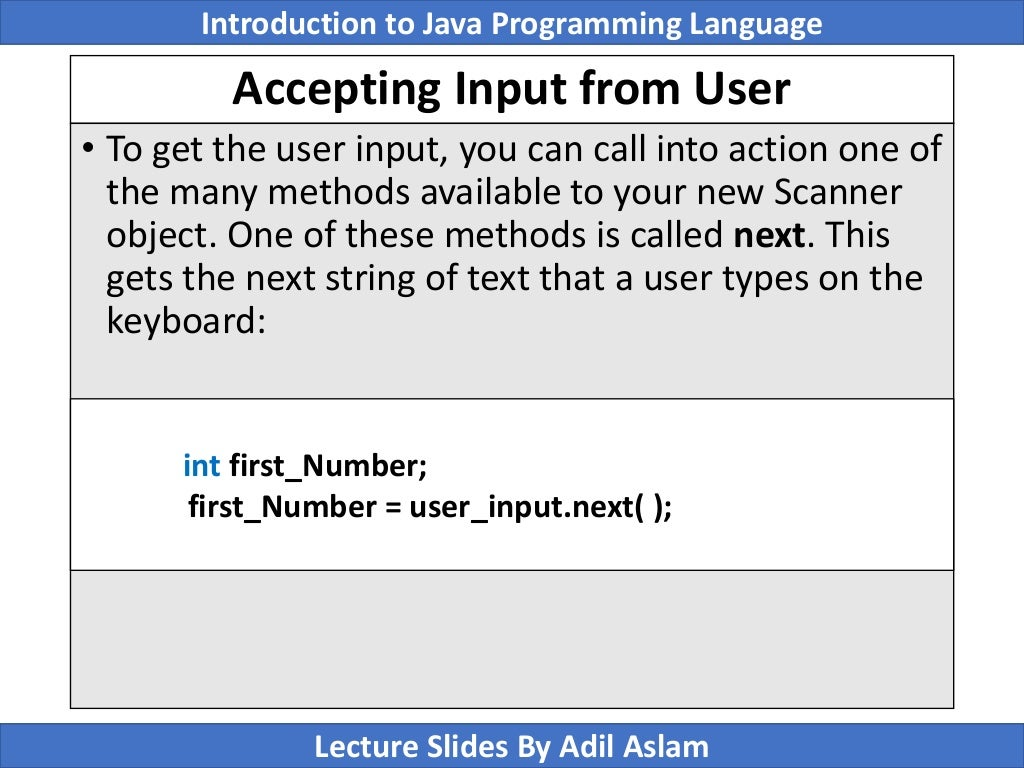 Introduction to Java Programming Language
Accepting Input from User
• To get the user input, you can call into action one of
the many methods available to your new Scanner
object. One of these methods is called next. This
gets the next string of text that a user types on the
keyboard:
int first_Number;
first_Number = user_input.next( );
Lecture Slides By Adil Aslam